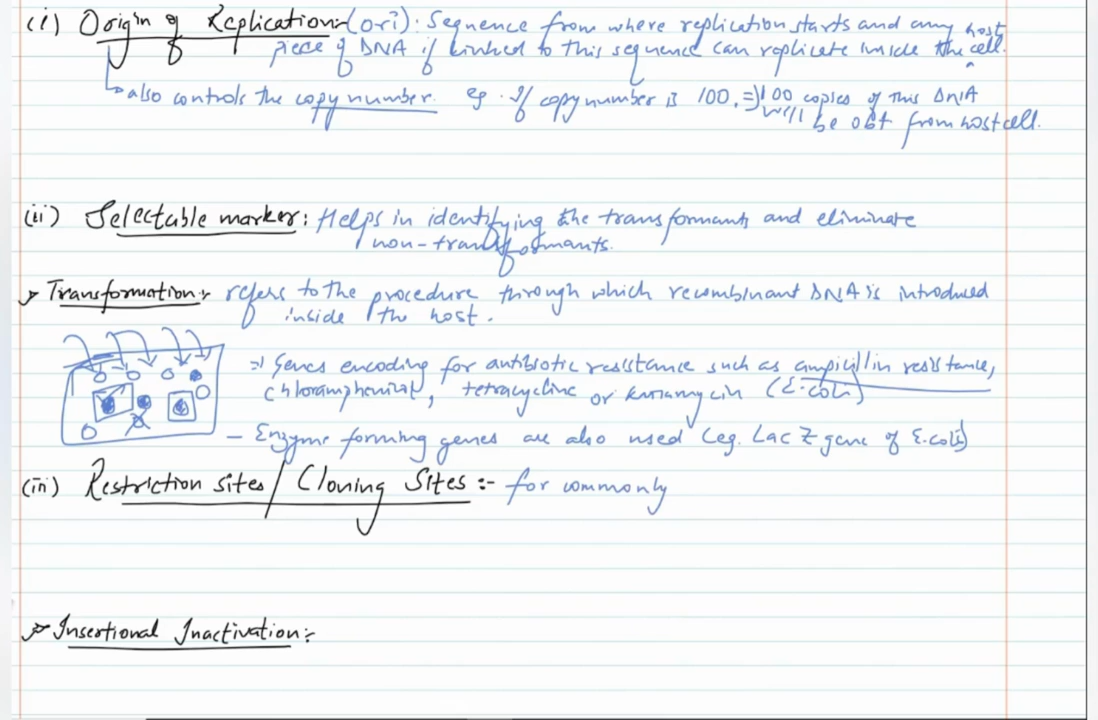 (i) Origin of Replication:- (ori): Sequence from where replication starts and any
piece of DNA if linked to this sequence can replicate inside the host cell.
↳ also controls the copy number. eg. If copy number is 100, => 100 copies of this DNA
will be obt from host cell.
(ii) Selectable marker: Helps in identifying the transformants and eliminate
non-transformants.
➢ Transformation:- refers to the procedure through which recombinant DNA is introduced
inside the host.
=> Genes encoding for antibiotic resistance such as ampicillin resistance,
chloramphenicol, tetracycline or kanamycin (E. coli)
- Enzyme forming genes are also used (eg. Lac Z gene of E. coli)
(iii) Restriction sites / Cloning Sites :- for commonly
➢ Insertional Inactivation:-